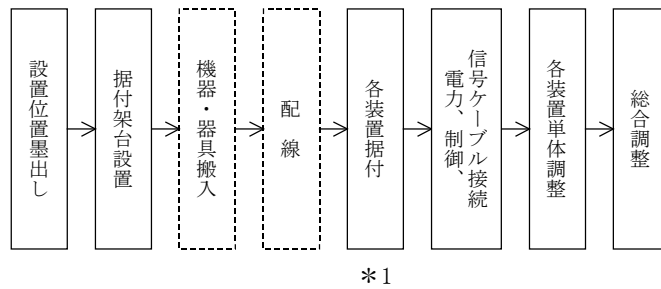 設置位置墨出し
据付架台設置
機器・器具搬入
配線
各装置据付
電力、制御、
信号ケーブル接続
各装置単体調整
総合調整
＊1